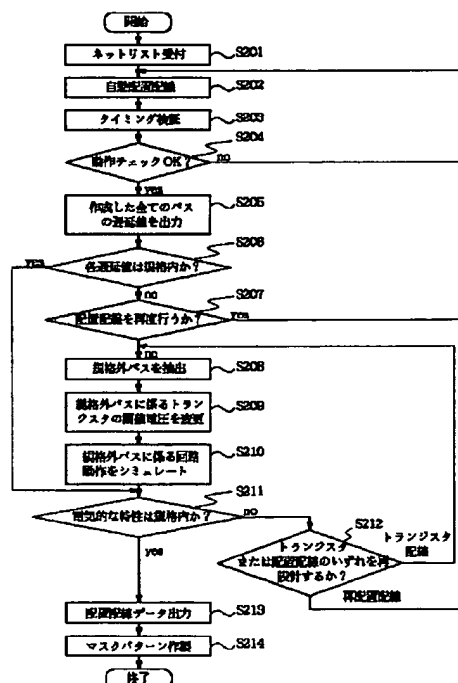 開始
ネットリスト受付
S201
自動配置配線
S202
タイミング検証
S203
動作チェックOK?
S204
no
yes
作成した全てのパス
の遅延値を出力
S205
各遅延値は規格内か?
S206
yes
no
配置配線を再度行うか?
S207
yes
no
規格外パスを抽出
S208
規格外パスに係るトラン
ジスタの閾値電圧を変更
S209
規格外パスに係る回路
動作をシミュレート
S210
電気的な特性は規格内か?
S211
no
yes
トランジスタ
または配置配線のいずれを再
設計するか?
S212
トランジスタ
配線
再配置配線
配置配線データ出力
S213
マスクパターン作製
S214
終了